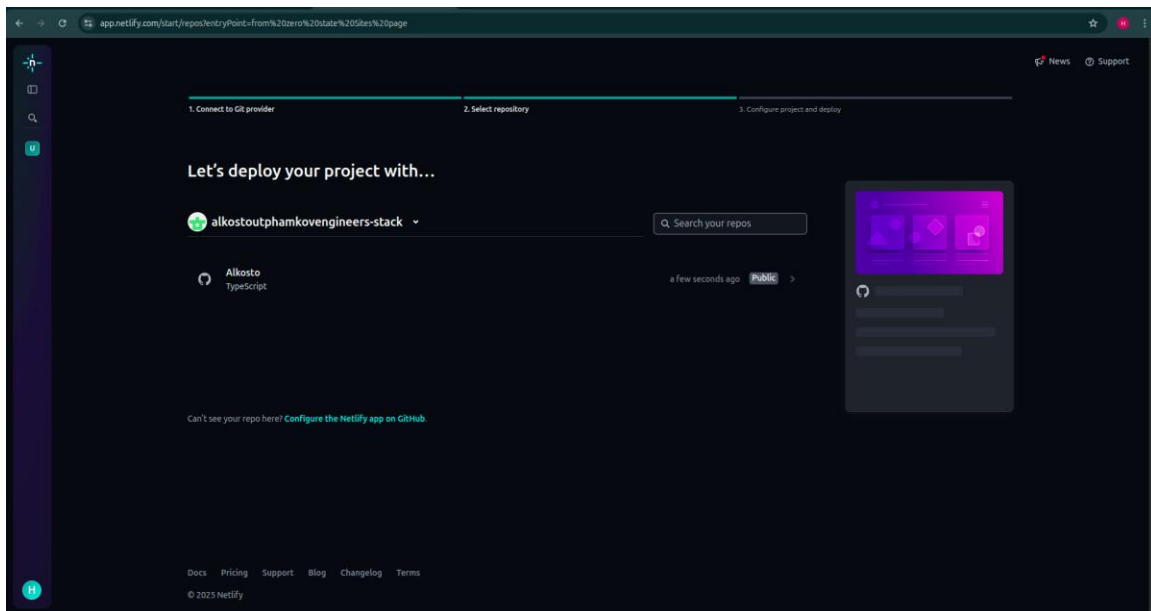 app.netlify.com/start/repos?entryPoint=from%20zero%20state%20Sites%20page
H
n
News
Support
U
1. Connect to Git provider
2. Select repository
3. Configure project and deploy
Let's deploy your project with...
alkostoutphamkovengineers-stack
Search your repos
Alkosto
TypeScript
a few seconds ago Public
Can't see your repo here? Configure the Netlify app on GitHub.
Docs Pricing Support Blog Changelog Terms
© 2025 Netlify
H